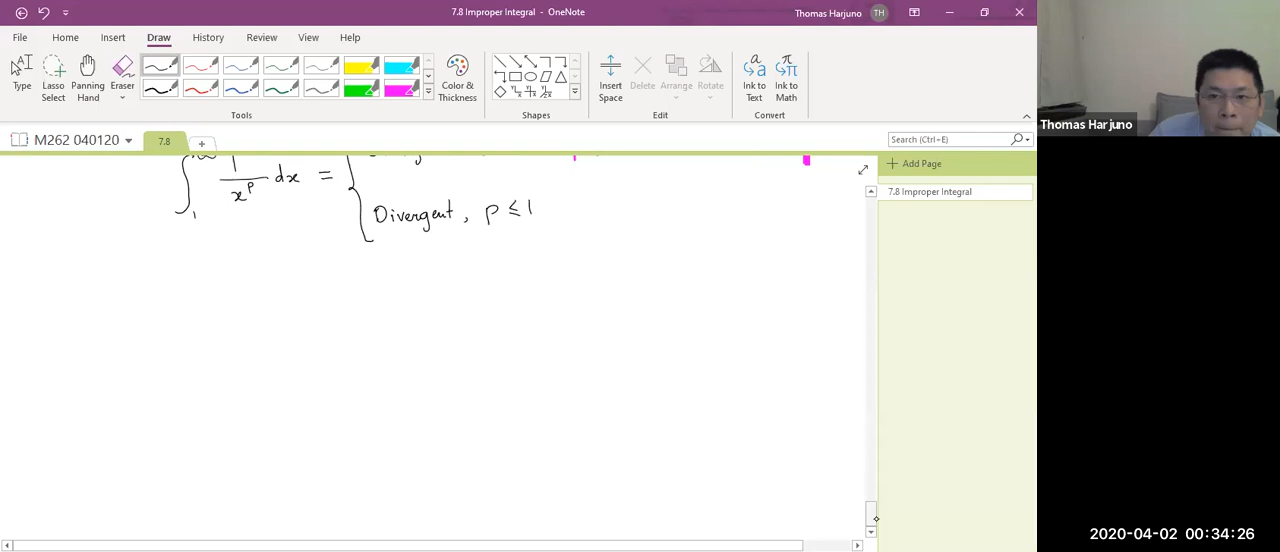 7.8 Improper Integral - OneNote
Thomas Harjuno TH
File Home Insert Draw History Review View Help
Type
Lasso Select
Panning Hand
Eraser
Color & Thickness
Insert Space
Delete
Arrange
Rotate
Ink to Text
Ink to Math
Tools
Shapes
Edit
Convert
M262 040120
7.8
Search (Ctrl+E)
Add Page
7.8 Improper Integral
∫₁^∞ 1/x^p dx = {
Divergent, p ≤ 1
Thomas Harjuno
2020-04-02 00:34:26